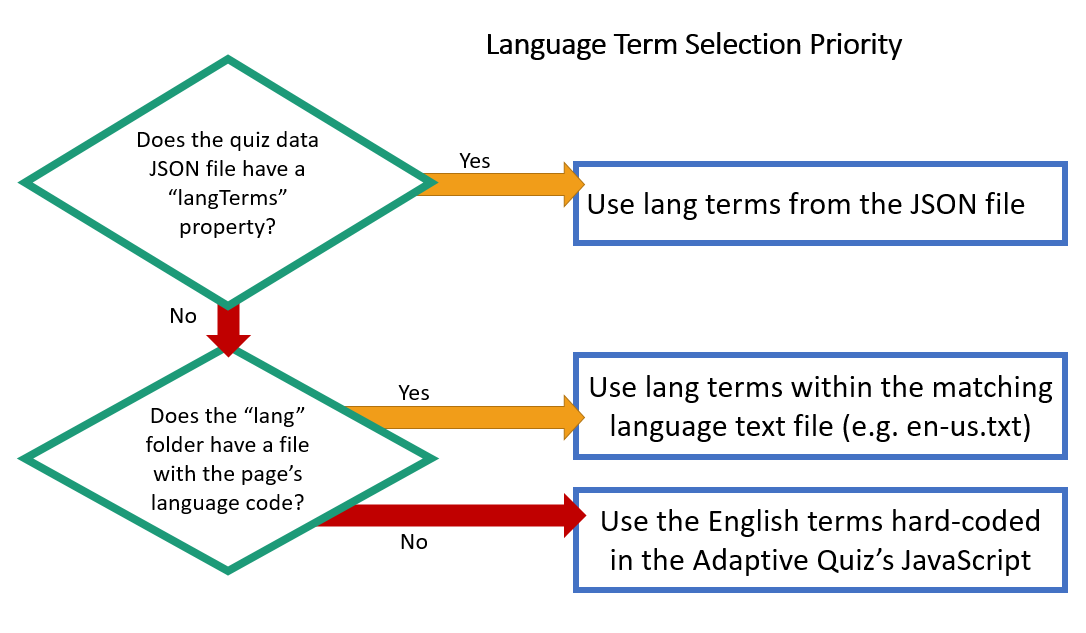 Language Term Selection Priority
Does the quiz data
JSON file have a
“langTerms”
property?
Yes
Use lang terms from the JSON file
No
Does the “lang”
folder have a file
with the page’s
language code?
Yes
Use lang terms within the matching
language text file (e.g. en-us.txt)
No
Use the English terms hard-coded
in the Adaptive Quiz’s JavaScript